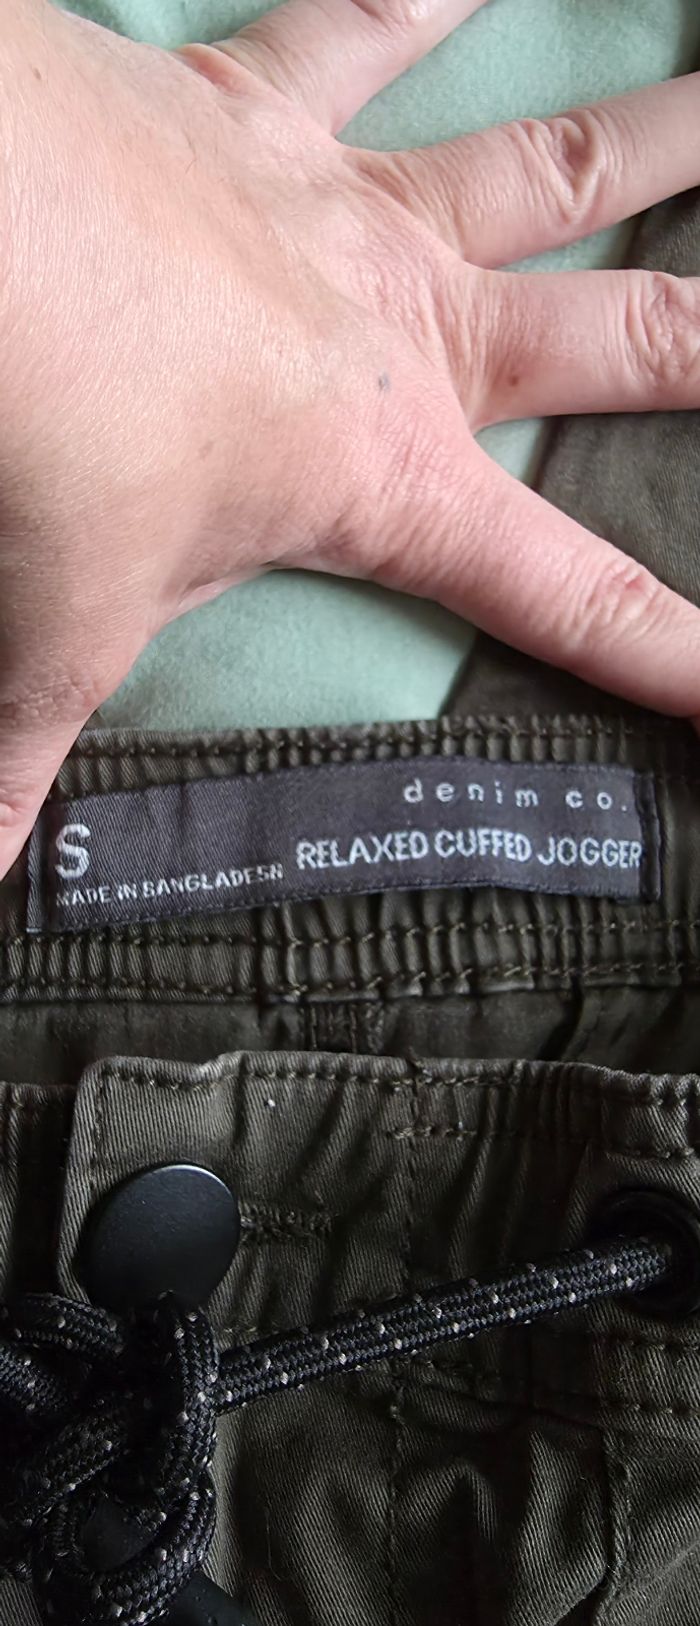 denim co.
S
RELAXED CUFFED JOGGER
MADE IN BANGLADESH